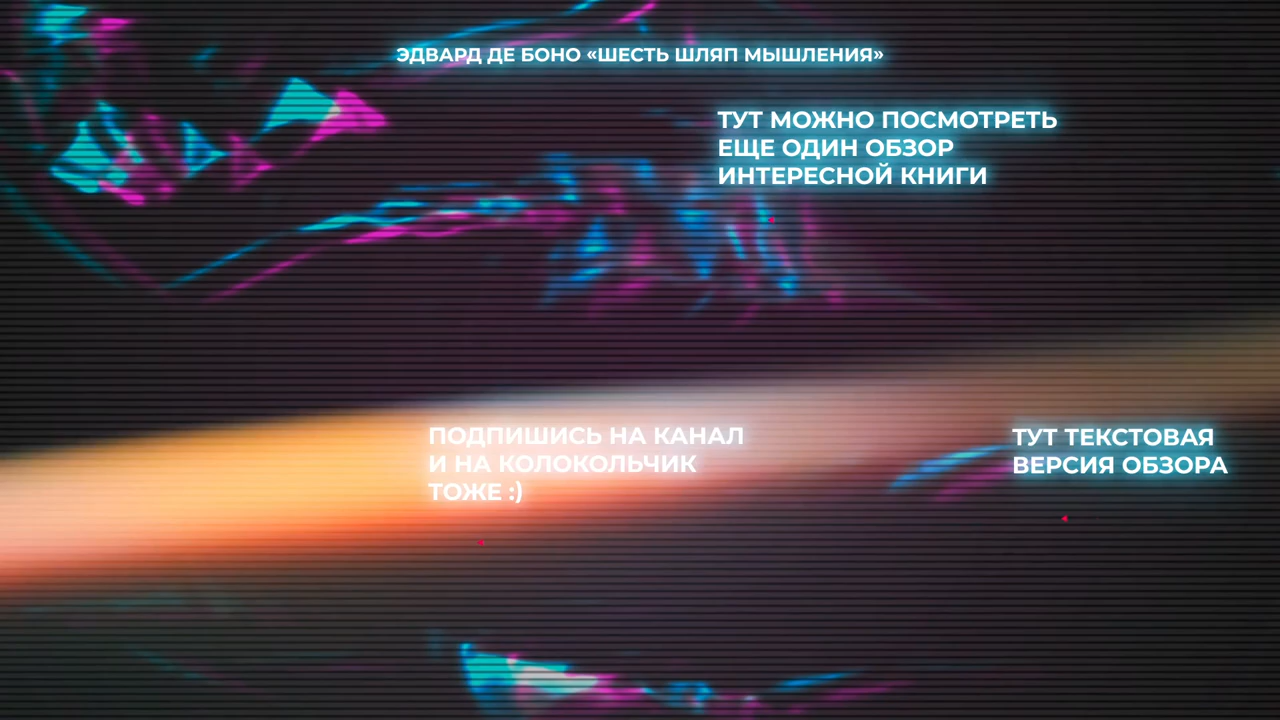 ЭДВАРД ДЕ БОНО «ШЕСТЬ ШЛЯП МЫШЛЕНИЯ»
ТУТ МОЖНО ПОСМОТРЕТЬ
ЕЩЕ ОДИН ОБЗОР
ИНТЕРЕСНОЙ КНИГИ
ПОДПИШИСЬ НА КАНАЛ
И НА КОЛОКОЛЬЧИК
ТОЖЕ :)
ТУТ ТЕКСТОВАЯ
ВЕРСИЯ ОБЗОРА